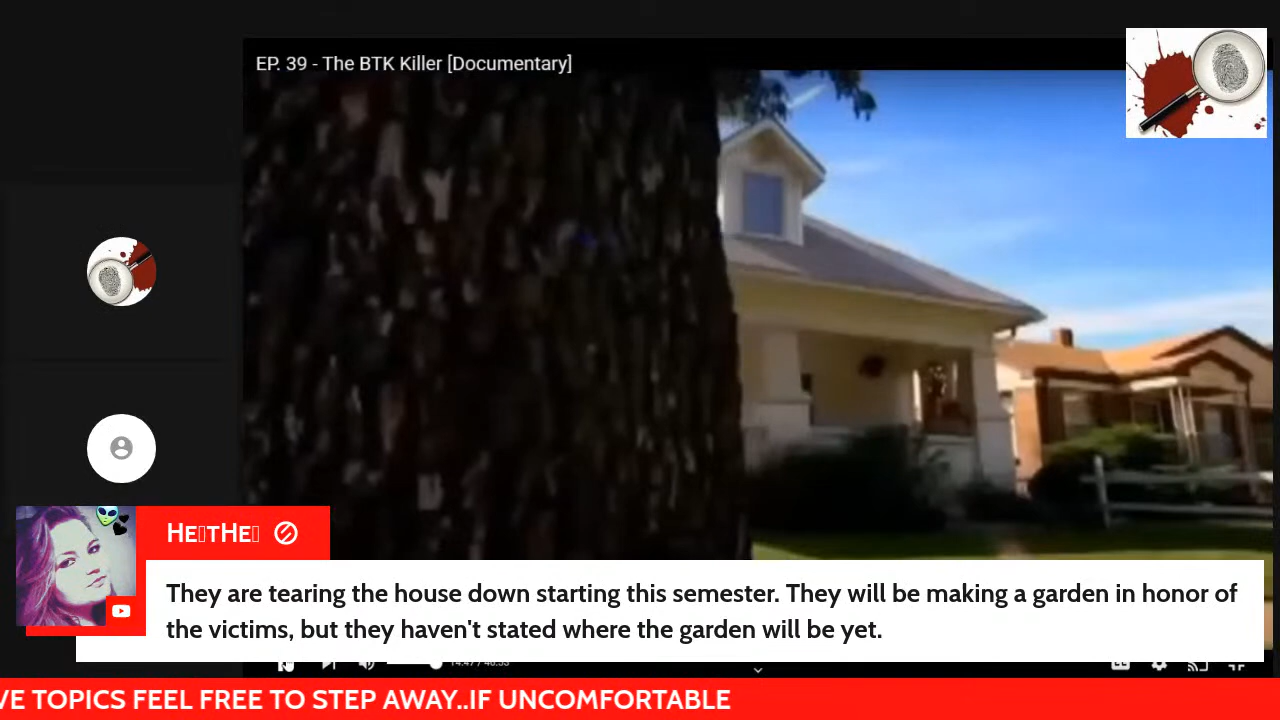 EP. 39 - The BTK Killer [Documentary]
They are tearing the house down starting this semester. They will be making a garden in honor of
the victims, but they haven't stated where the garden will be yet.
VE TOPICS FEEL FREE TO STEP AWAY..IF UNCOMFORTABLE